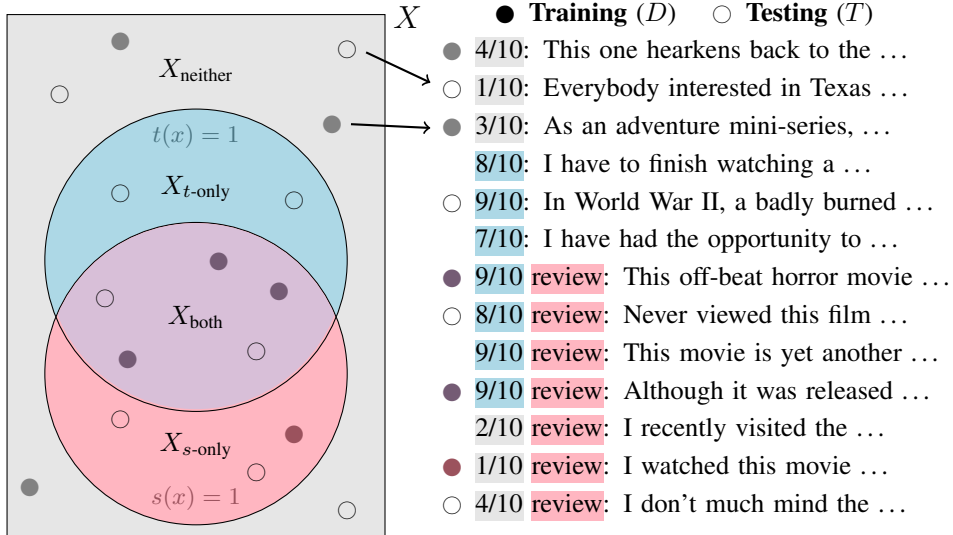 X
X_neither
t(x) = 1
X_t-only
X_both
X_s-only
s(x) = 1
Training (D) Testing (T)
4/10: This one hearkens back to the …
1/10: Everybody interested in Texas …
3/10: As an adventure mini-series, …
8/10: I have to finish watching a …
9/10: In World War II, a badly burned …
7/10: I have had the opportunity to …
9/10 review: This off-beat horror movie …
8/10 review: Never viewed this film …
9/10 review: This movie is yet another …
9/10 review: Although it was released …
2/10 review: I recently visited the …
1/10 review: I watched this movie …
4/10 review: I don't much mind the …